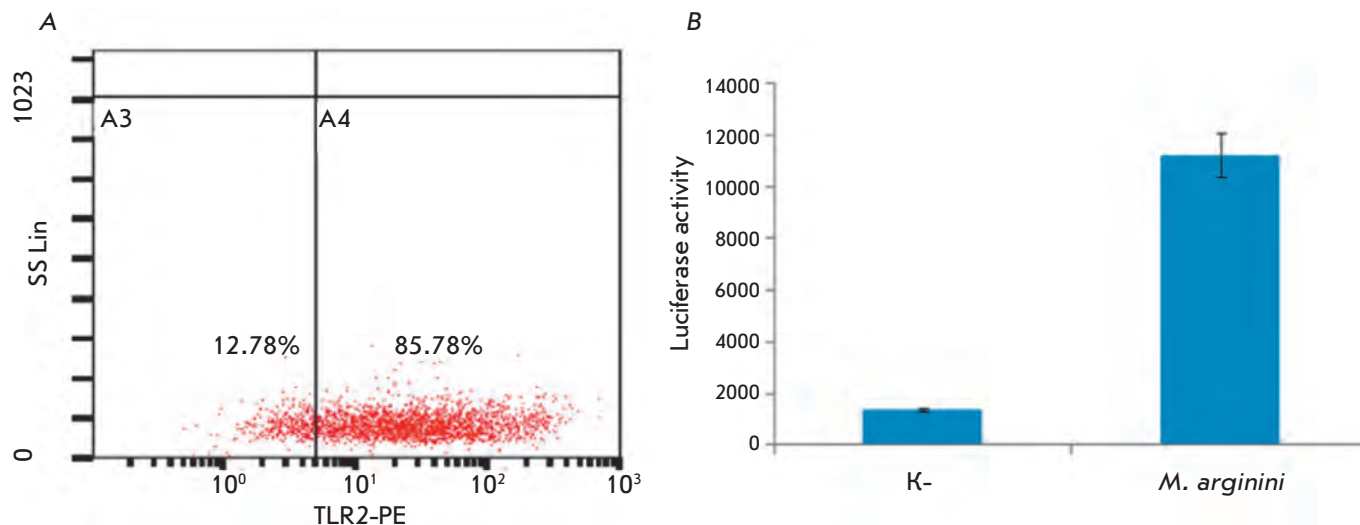 A
1023
SS Lin
0
A3
A4
12.78%
85.78%
10⁰
10¹
10²
10³
TLR2-PE
B
Luciferase activity
14000
12000
10000
8000
6000
4000
2000
0
К-
M. arginini